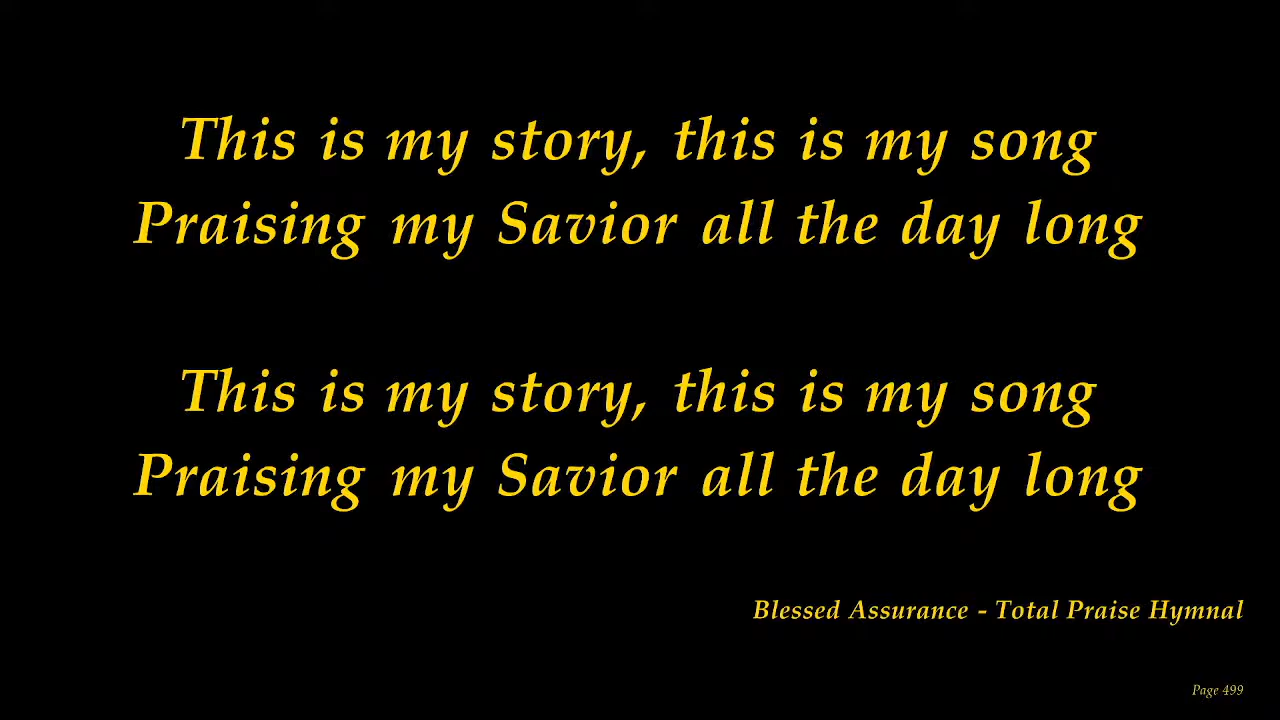 This is my story, this is my song
Praising my Savior all the day long
This is my story, this is my song
Praising my Savior all the day long
Blessed Assurance - Total Praise Hymnal
Page 499